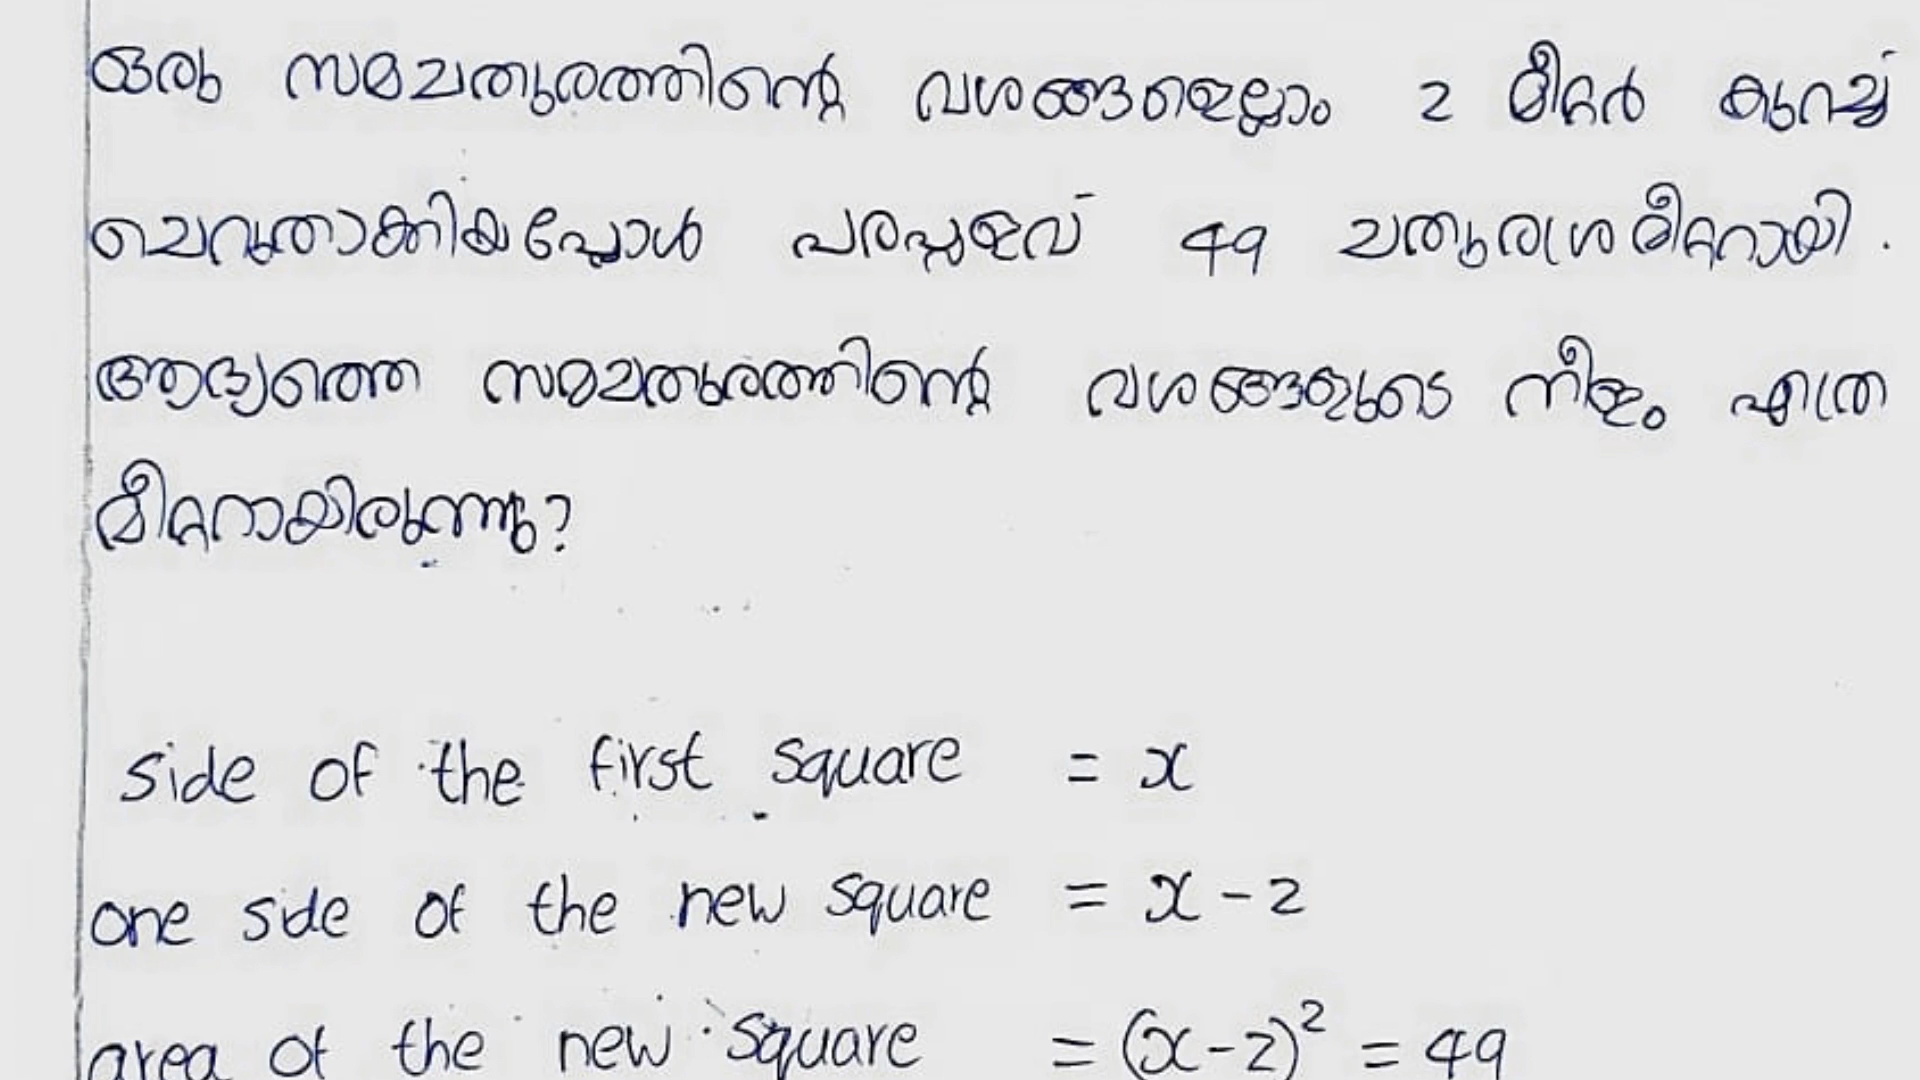 ഒരു സമചതുരത്തിന്റെ വശങ്ങളെല്ലാം 2 മീറ്റർ കുറച്ച്
ചെറുതാക്കിയപ്പോൾ പരപ്പളവ് 49 ചതുരശ്രമീറ്ററായി.
ആദ്യത്തെ സമചതുരത്തിന്റെ വശങ്ങളുടെ നീളം എത്ര
മീറ്ററായിരുന്നു?
side of the first square = x
one side of the new square = x - 2
area of the new square = (x-2)² = 49